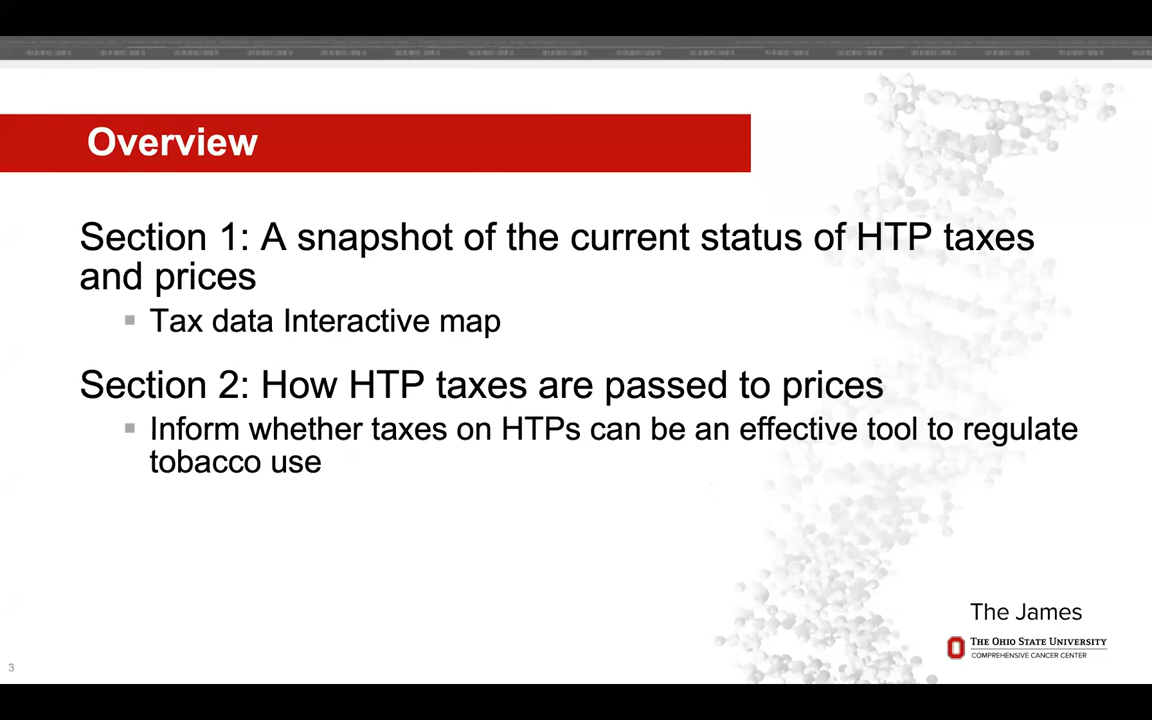 Overview
Section 1: A snapshot of the current status of HTP taxes
and prices
▪ Tax data Interactive map
Section 2: How HTP taxes are passed to prices
▪ Inform whether taxes on HTPs can be an effective tool to regulate
tobacco use
The James
THE OHIO STATE UNIVERSITY
COMPREHENSIVE CANCER CENTER
3